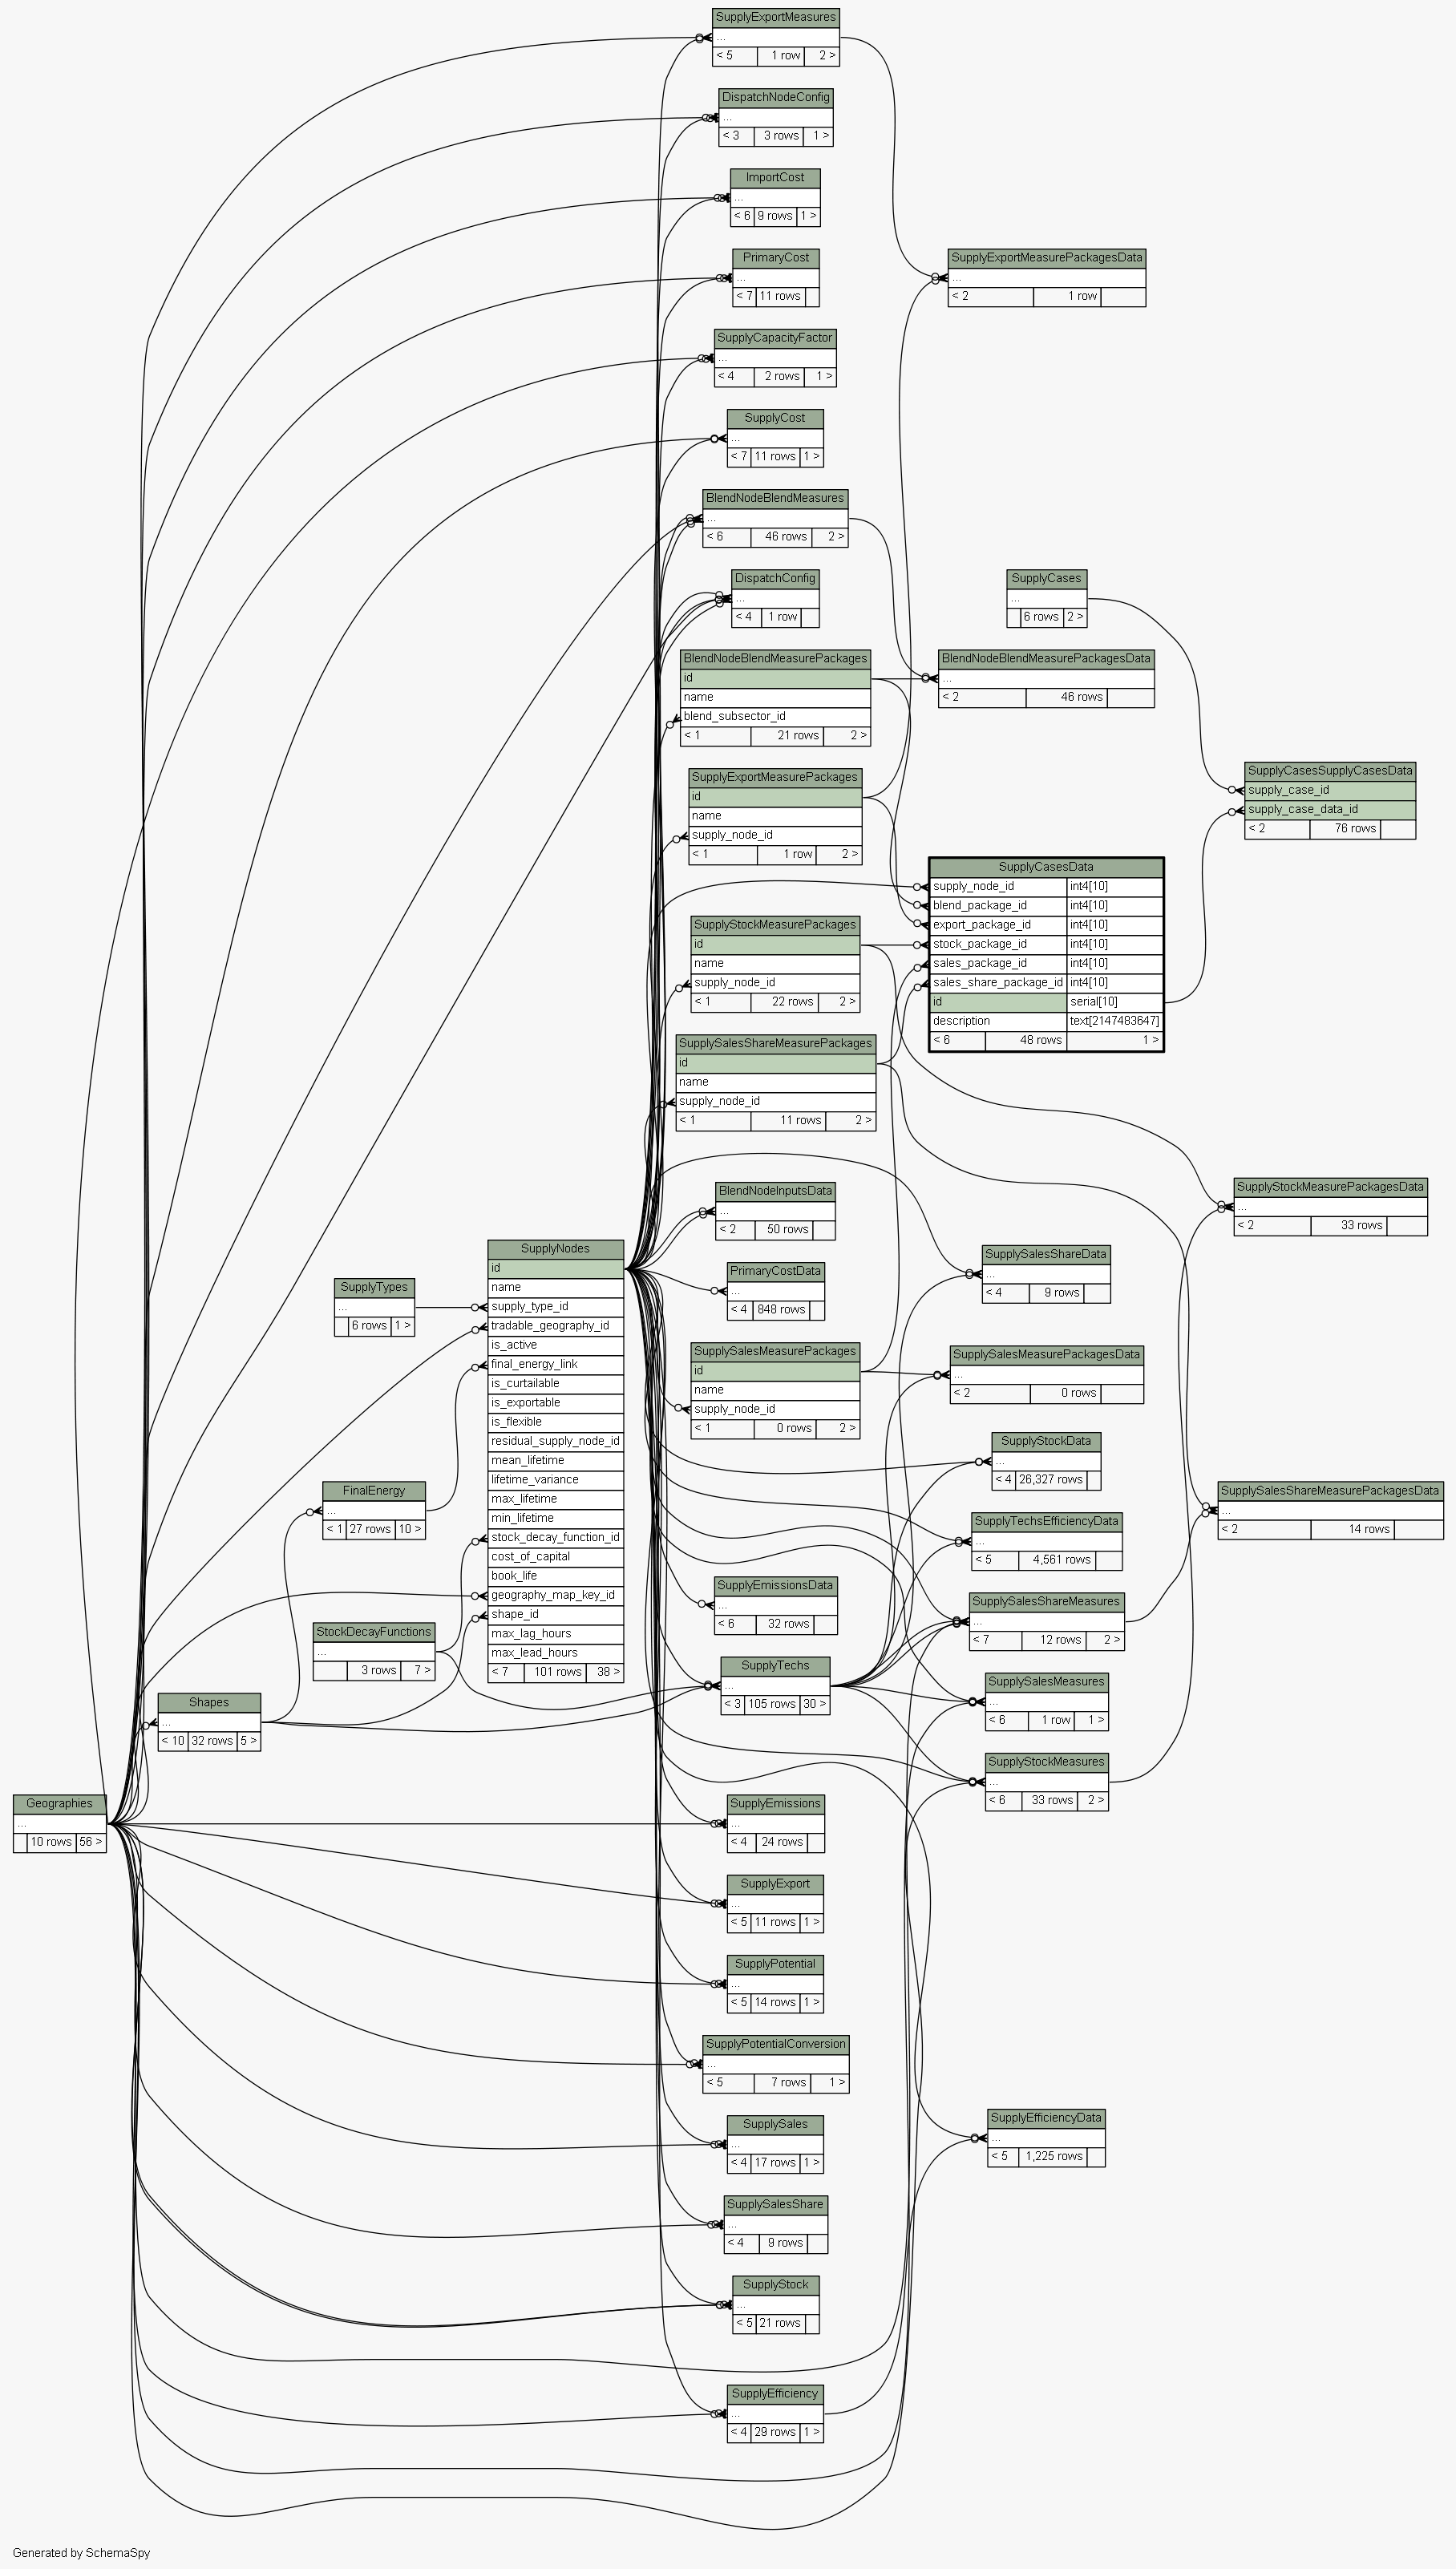 SupplyExportMeasures
...
< 5 1 row 2 >
DispatchNodeConfig
...
< 3 3 rows 1 >
ImportCost
...
< 6 9 rows 1 >
PrimaryCost
...
< 7 11 rows
SupplyExportMeasurePackagesData
...
< 2 1 row
SupplyCapacityFactor
...
< 4 2 rows 1 >
SupplyCost
...
< 7 11 rows 1 >
BlendNodeBlendMeasures
...
< 6 46 rows 2 >
DispatchConfig
...
< 4 1 row
SupplyCases
...
6 rows 2 >
BlendNodeBlendMeasurePackages
id
name
blend_subsector_id
< 1 21 rows 2 >
BlendNodeBlendMeasurePackagesData
...
< 2 46 rows
SupplyExportMeasurePackages
id
name
supply_node_id
< 1 1 row 2 >
SupplyCasesSupplyCasesData
supply_case_id
supply_case_data_id
< 2 76 rows
SupplyCasesData
supply_node_id int4[10]
blend_package_id int4[10]
export_package_id int4[10]
stock_package_id int4[10]
sales_package_id int4[10]
sales_share_package_id int4[10]
id serial[10]
description text[2147483647]
< 6 48 rows 1 >
SupplyStockMeasurePackages
id
name
supply_node_id
< 1 22 rows 2 >
SupplySalesShareMeasurePackages
id
name
supply_node_id
< 1 11 rows 2 >
BlendNodeInputsData
...
< 2 50 rows
SupplyStockMeasurePackagesData
...
< 2 33 rows
SupplyNodes
id
name
supply_type_id
tradable_geography_id
is_active
final_energy_link
is_curtailable
is_exportable
is_flexible
residual_supply_node_id
mean_lifetime
lifetime_variance
max_lifetime
min_lifetime
stock_decay_function_id
cost_of_capital
book_life
geography_map_key_id
shape_id
max_lag_hours
max_lead_hours
< 7 101 rows 38 >
SupplySalesShareData
...
< 4 9 rows
PrimaryCostData
...
< 4 848 rows
SupplyTypes
...
6 rows 1 >
SupplySalesMeasurePackages
id
name
supply_node_id
< 1 0 rows 2 >
SupplySalesMeasurePackagesData
...
< 2 0 rows
SupplyStockData
...
< 4 26,327 rows
FinalEnergy
...
< 1 27 rows 10 >
SupplySalesShareMeasurePackagesData
...
< 2 14 rows
SupplyTechsEfficiencyData
...
< 5 4,561 rows
SupplyEmissionsData
...
< 6 32 rows
SupplySalesShareMeasures
...
< 7 12 rows 2 >
StockDecayFunctions
...
3 rows 7 >
SupplyTechs
...
< 3 105 rows 30 >
SupplySalesMeasures
...
< 6 1 row 1 >
Shapes
...
< 10 32 rows 5 >
SupplyStockMeasures
...
< 6 33 rows 2 >
Geographies
...
10 rows 56 >
SupplyEmissions
...
< 4 24 rows
SupplyExport
...
< 5 11 rows 1 >
SupplyPotential
...
< 5 14 rows 1 >
SupplyPotentialConversion
...
< 5 7 rows 1 >
SupplySales
...
< 4 17 rows 1 >
SupplyEfficiencyData
...
< 5 1,225 rows
SupplySalesShare
...
< 4 9 rows
SupplyStock
...
< 5 21 rows
SupplyEfficiency
...
< 4 29 rows 1 >
Generated by SchemaSpy